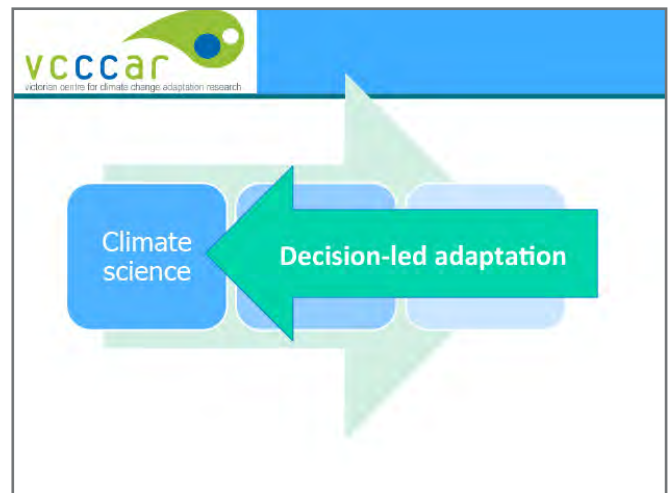 vcccar
victorian centre for climate change adaptation research
Climate
science
Decision-led adaptation